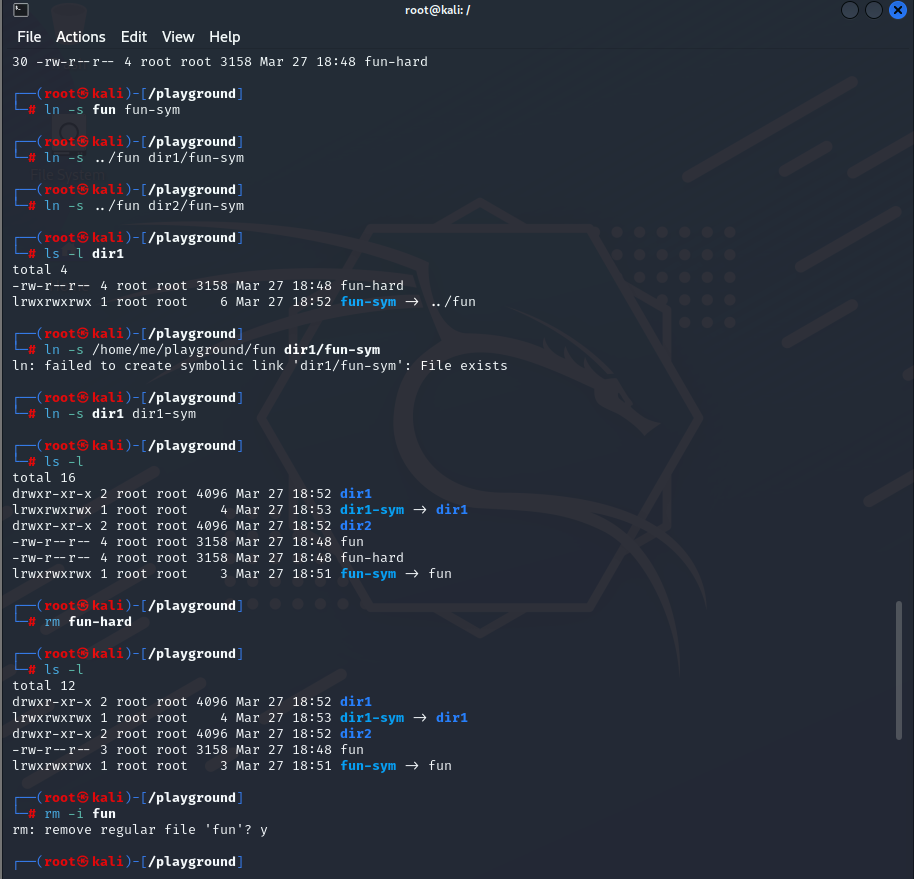 root@kali: /
File Actions Edit View Help
30 -rw-r--r-- 4 root root 3158 Mar 27 18:48 fun-hard
┌──(root㉿kali)-[/playground]
└─# ln -s fun fun-sym
┌──(root㉿kali)-[/playground]
└─# ln -s ../fun dir1/fun-sym
┌──(root㉿kali)-[/playground]
└─# ln -s ../fun dir2/fun-sym
┌──(root㉿kali)-[/playground]
└─# ls -l dir1
total 4
-rw-r--r-- 4 root root 3158 Mar 27 18:48 fun-hard
lrwxrwxrwx 1 root root    6 Mar 27 18:52 fun-sym -> ../fun
┌──(root㉿kali)-[/playground]
└─# ln -s /home/me/playground/fun dir1/fun-sym
ln: failed to create symbolic link 'dir1/fun-sym': File exists
┌──(root㉿kali)-[/playground]
└─# ln -s dir1 dir1-sym
┌──(root㉿kali)-[/playground]
└─# ls -l
total 16
drwxr-xr-x 2 root root 4096 Mar 27 18:52 dir1
lrwxrwxrwx 1 root root    4 Mar 27 18:53 dir1-sym -> dir1
drwxr-xr-x 2 root root 4096 Mar 27 18:52 dir2
-rw-r--r-- 4 root root 3158 Mar 27 18:48 fun
-rw-r--r-- 4 root root 3158 Mar 27 18:48 fun-hard
lrwxrwxrwx 1 root root    3 Mar 27 18:51 fun-sym -> fun
┌──(root㉿kali)-[/playground]
└─# rm fun-hard
┌──(root㉿kali)-[/playground]
└─# ls -l
total 12
drwxr-xr-x 2 root root 4096 Mar 27 18:52 dir1
lrwxrwxrwx 1 root root    4 Mar 27 18:53 dir1-sym -> dir1
drwxr-xr-x 2 root root 4096 Mar 27 18:52 dir2
-rw-r--r-- 3 root root 3158 Mar 27 18:48 fun
lrwxrwxrwx 1 root root    3 Mar 27 18:51 fun-sym -> fun
┌──(root㉿kali)-[/playground]
└─# rm -i fun
rm: remove regular file 'fun'? y
┌──(root㉿kali)-[/playground]